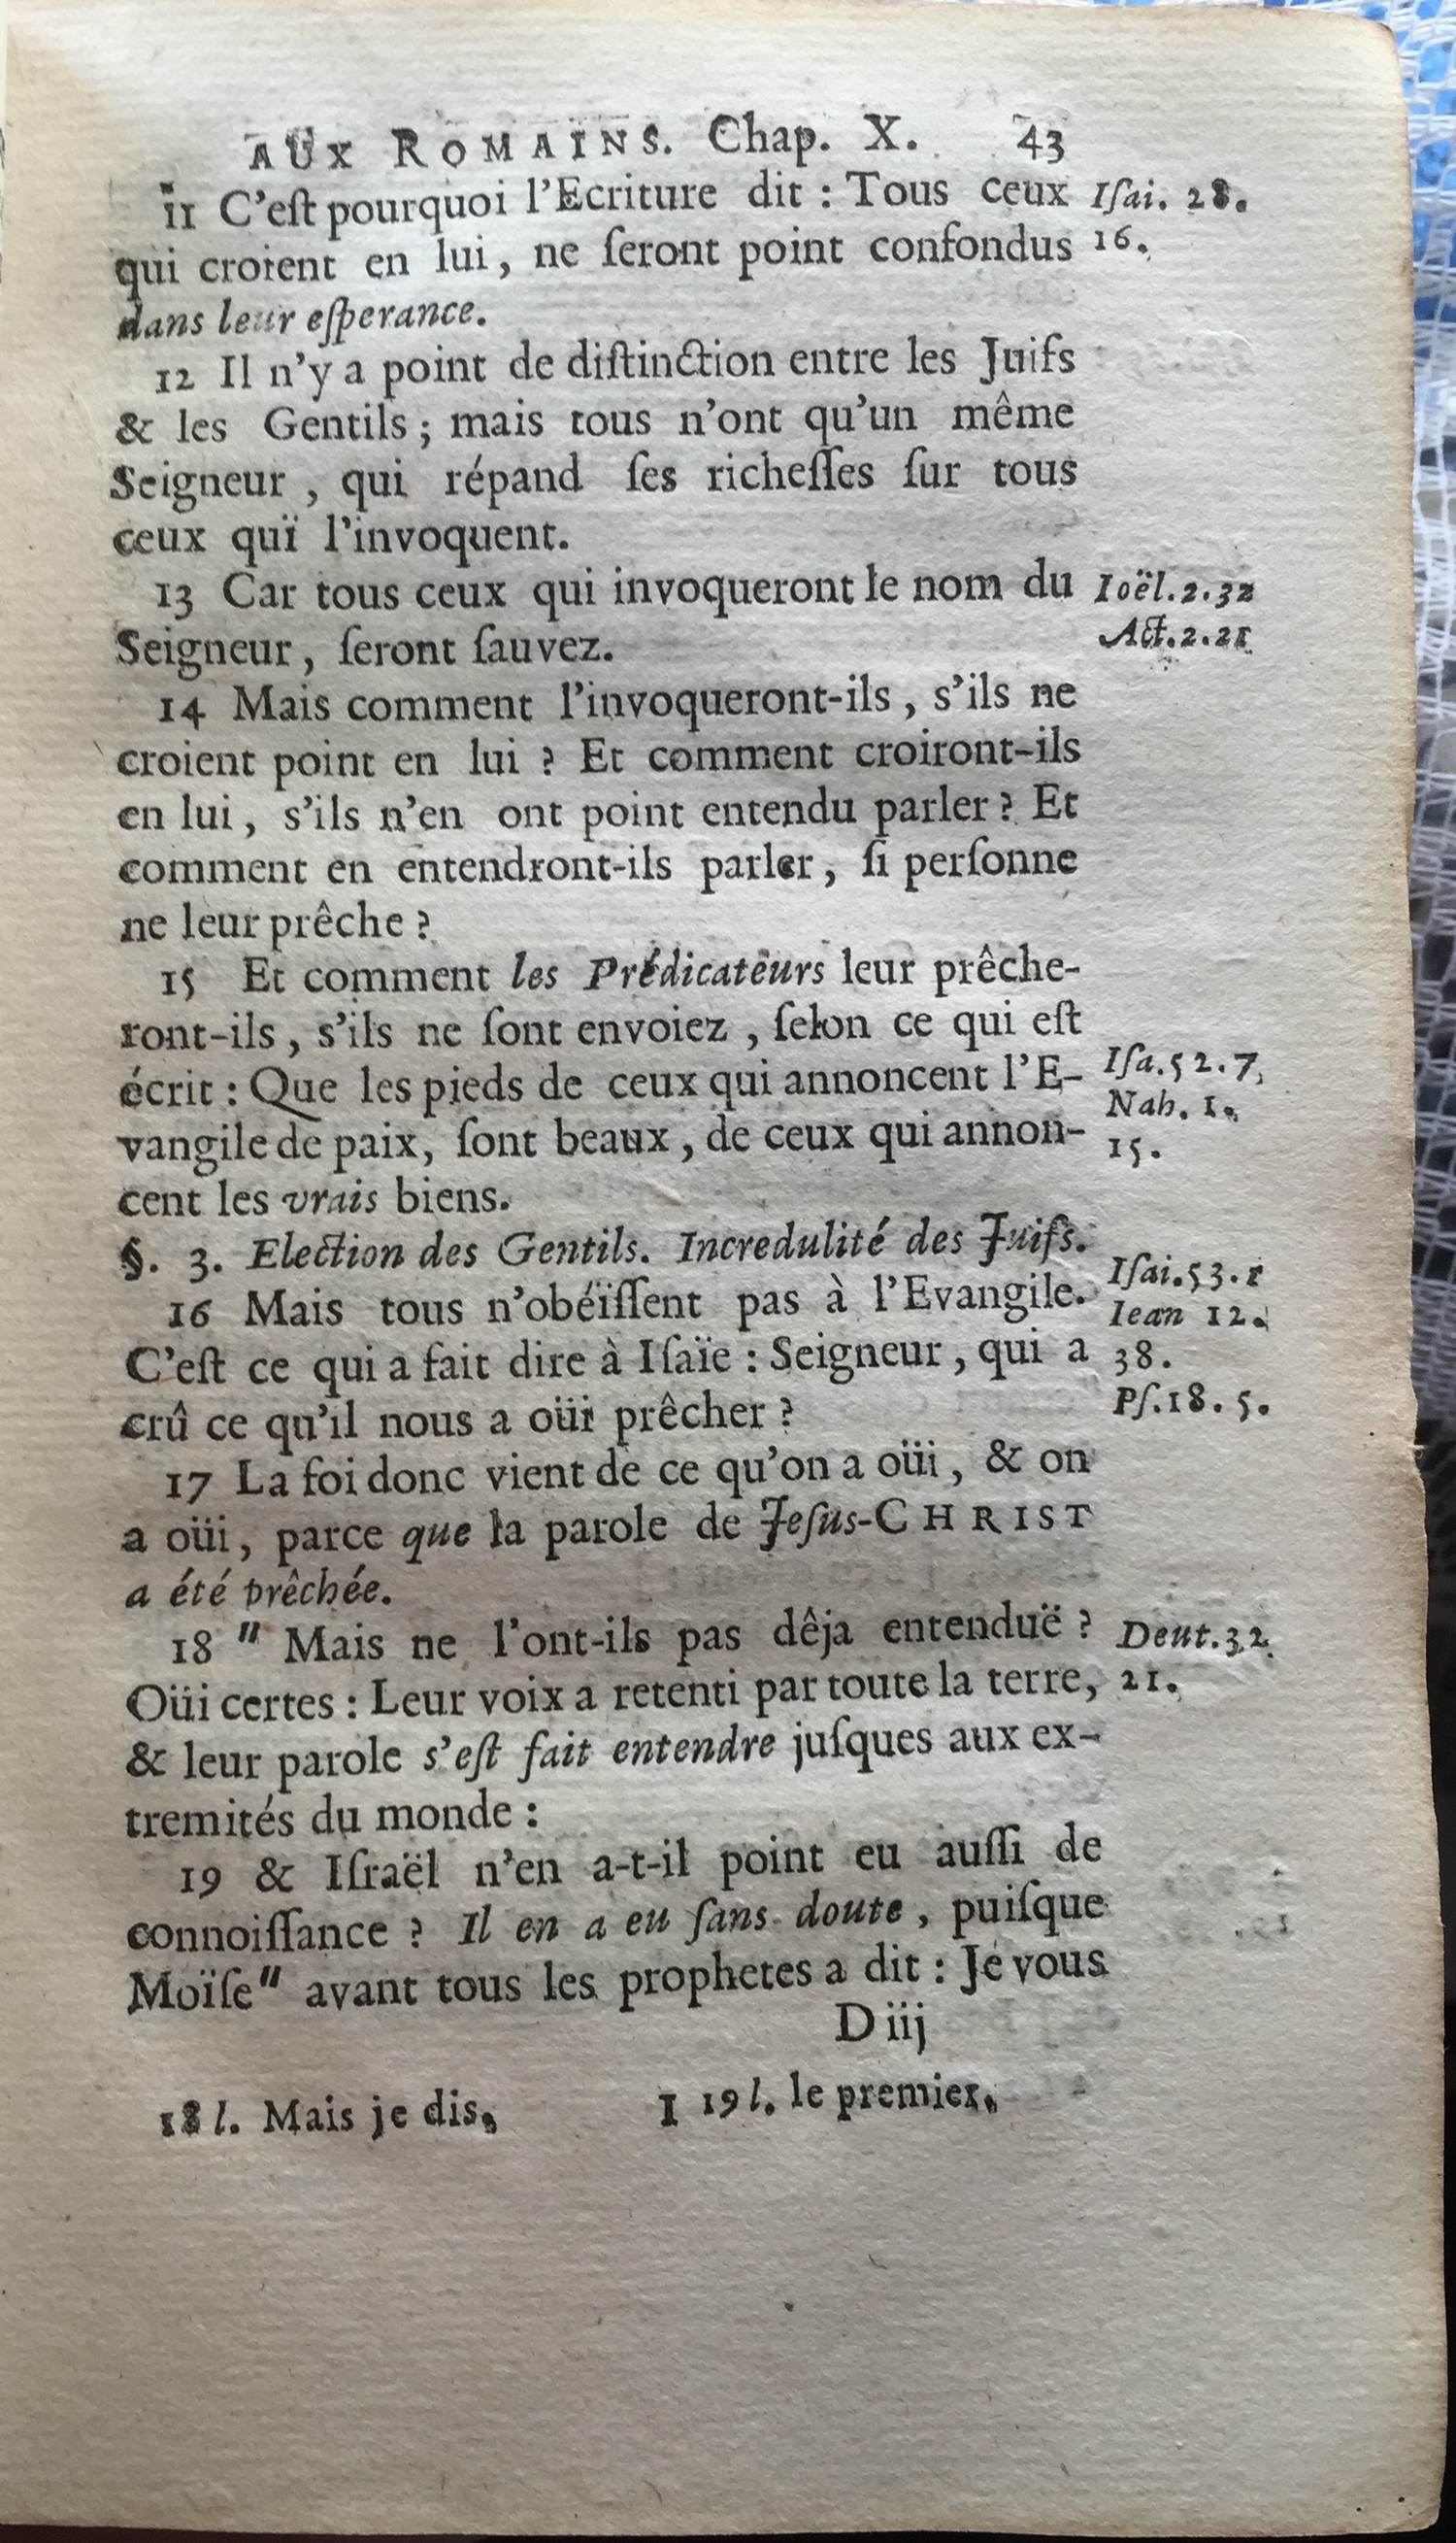 AUX ROMAINS. Chap. X. 43
11 C'eſt pourquoi l'Ecriture dit : Tous ceux Iſai. 28.
qui croient en lui, ne ſeront point confondus 16.
dans leur eſperance.
12 Il n'y a point de diſtinction entre les Juifs
& les Gentils ; mais tous n'ont qu'un même
Seigneur , qui répand ſes richeſſes ſur tous
ceux quï l'invoquent.
13 Car tous ceux qui invoqueront le nom du Ioël.2.32
Seigneur, ſeront ſauvez. Act.2.21
14 Mais comment l'invoqueront-ils , s'ils ne
croient point en lui ? Et comment croiront-ils
en lui, s'ils n'en ont point entendu parler ? Et
comment en entendront-ils parler, ſi perſonne
ne leur prêche ?
15 Et comment les Prédicateurs leur prêche-
ront-ils, s'ils ne ſont envoiez , ſelon ce qui eſt
écrit : Que les pieds de ceux qui annoncent l'E- Iſa.52.7.
Nah. 1.
vangile de paix, ſont beaux, de ceux qui annon- 15.
cent les vrais biens.
§. 3. Election des Gentils. Incredulité des Juifs.
Iſai.53.1
16 Mais tous n'obéïſſent pas à l'Evangile. Iean 12.
C'eſt ce qui a fait dire à Iſaïe : Seigneur, qui a 38.
crû ce qu'il nous a oüi prêcher ? Pſ.18.5.
17 La foi donc vient de ce qu'on a oüi, & on
a oüi, parce que la parole de Jeſus-CHRIST
a été prêchée.
18 " Mais ne l'ont-ils pas dêja entenduë ? Deut.32.
Oüi certes : Leur voix a retenti par toute la terre, 21.
& leur parole s'eſt fait entendre juſques aux ex-
tremités du monde :
19 & Iſraël n'en a-t-il point eu auſſi de
connoiſſance ? Il en a eu ſans doute, puiſque
Moïſe" avant tous les prophetes a dit : Je vous
D iij
18 l. Mais je dis, I 19 l. le premier,